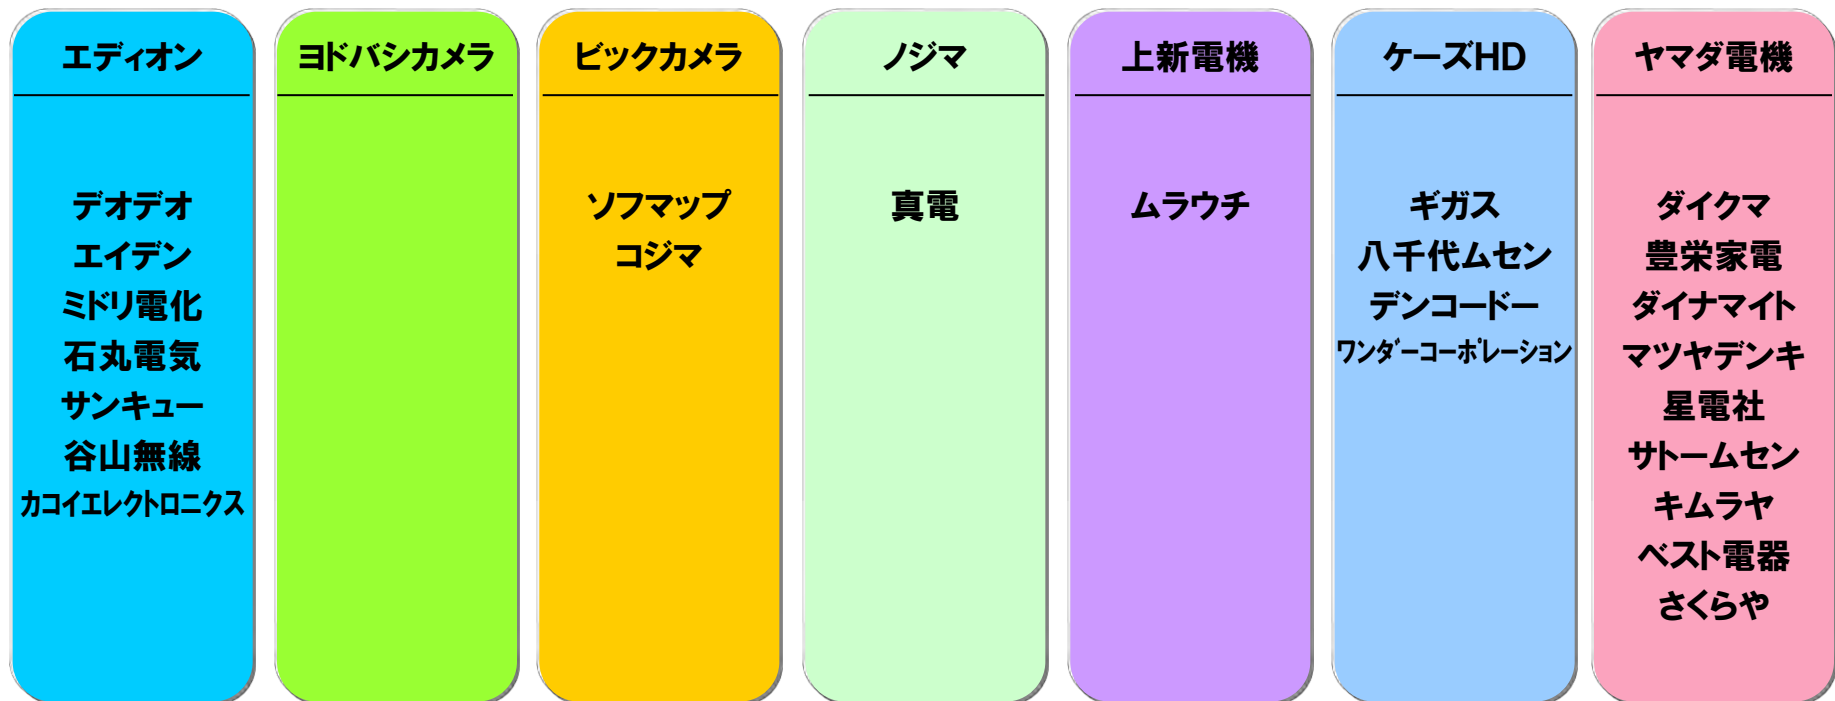 エディオン
デオデオ
エイデン
ミドリ電化
石丸電気
サンキュー
谷山無線
カコイエレクトロニクス
ヨドバシカメラ
ビックカメラ
ソフマップ
コジマ
ノジマ
真電
上新電機
ムラウチ
ケーズHD
ギガス
八千代ムセン
デンコードー
ワンダーコーポレーション
ヤマダ電機
ダイクマ
豊栄家電
ダイナマイト
マツヤデンキ
星電社
サトームセン
キムラヤ
ベスト電器
さくらや